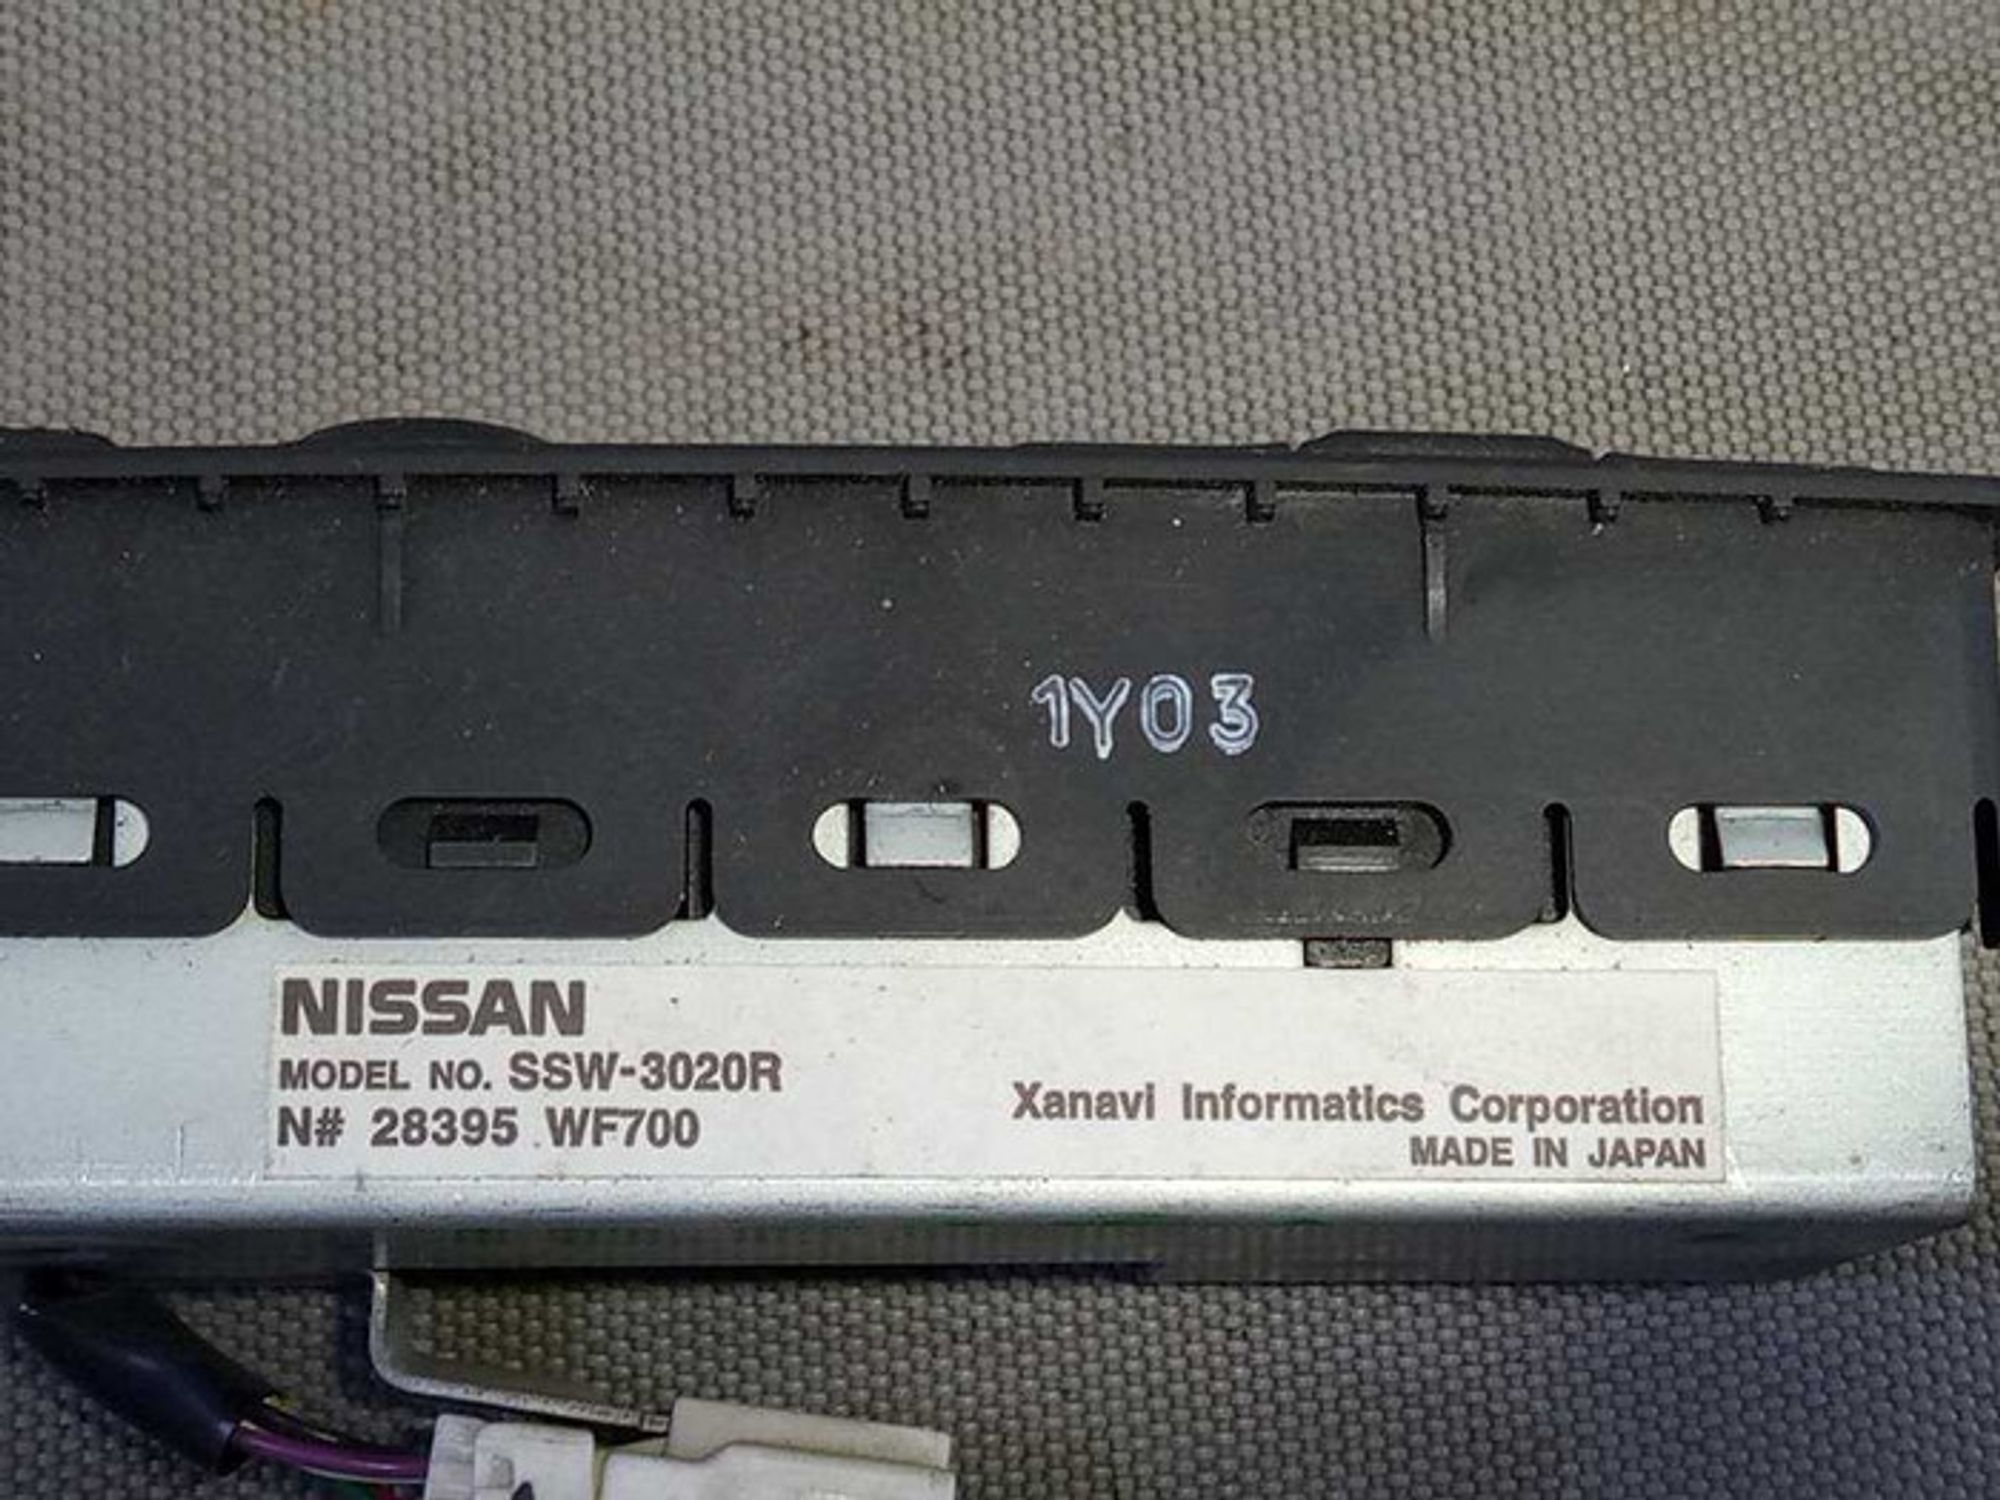 1Y03
NISSAN
MODEL NO. SSW-3020R
N# 28395 WF700
Xanavi Informatics Corporation
MADE IN JAPAN